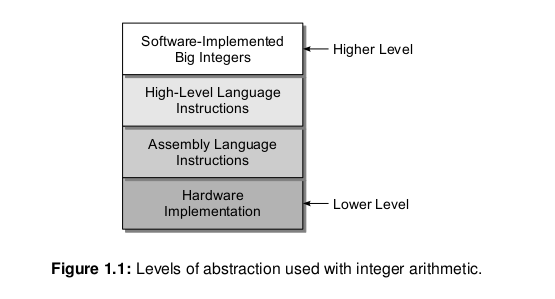 Software-Implemented
Big Integers
Higher Level
High-Level Language
Instructions
Assembly Language
Instructions
Hardware
Implementation
Lower Level
Figure 1.1: Levels of abstraction used with integer arithmetic.